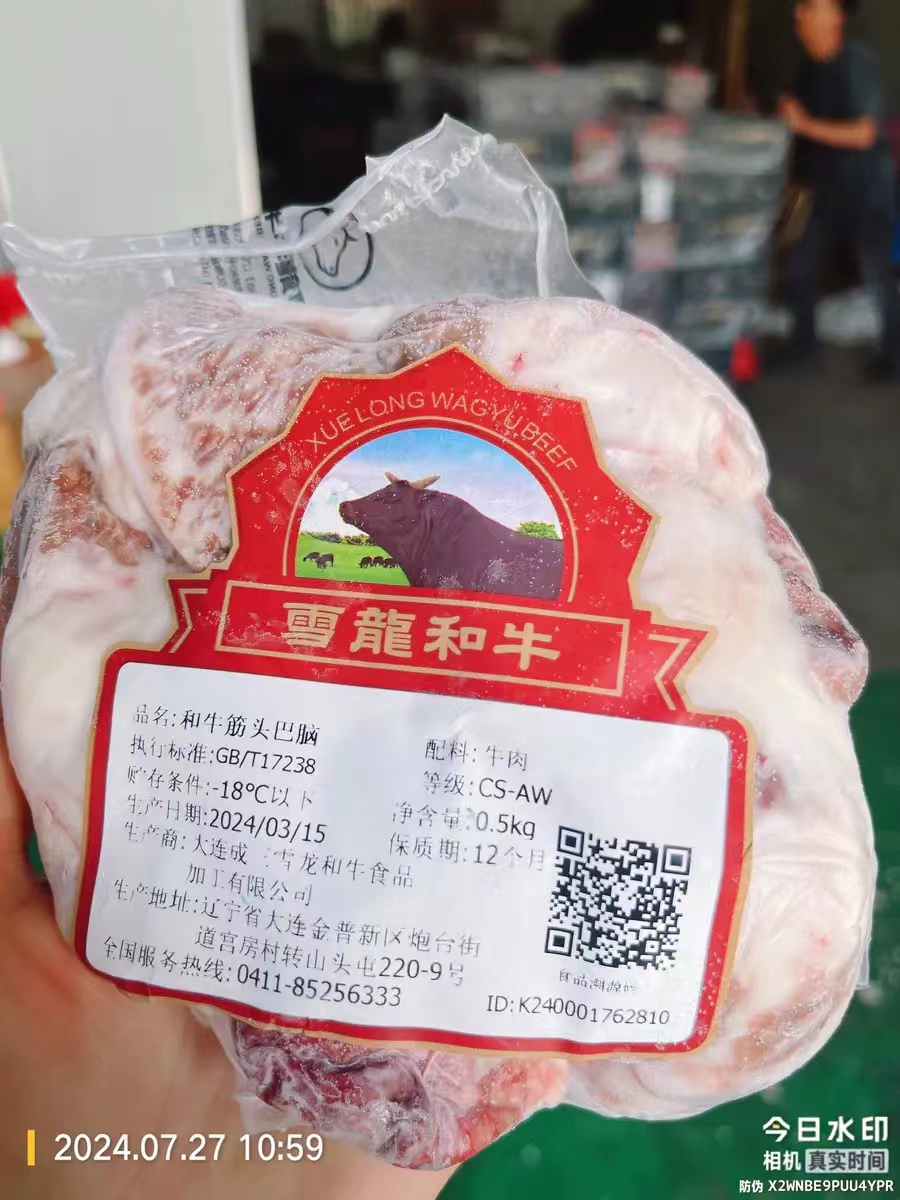 XUE LONG WAGYU BEEF
雪龍和牛
品名:和牛筋头巴脑
配料:牛肉
执行标准:GB/T17238
等级:CS-AW
贮存条件:-18°C以下
净含量:0.5kg
生产日期:2024/03/15
保质期:12个月
生产商:大连成 雪龙和牛食品
加工有限公司
生产地址:辽宁省大连金普新区炮台街
道宫房村转山头屯220-9号
全国服务热线:0411-85256333
食品溯源码
ID:K240001762810
2024.07.27 10:59
今日水印
相机 真实时间
防伪 X2WNBE9PUU4YPR